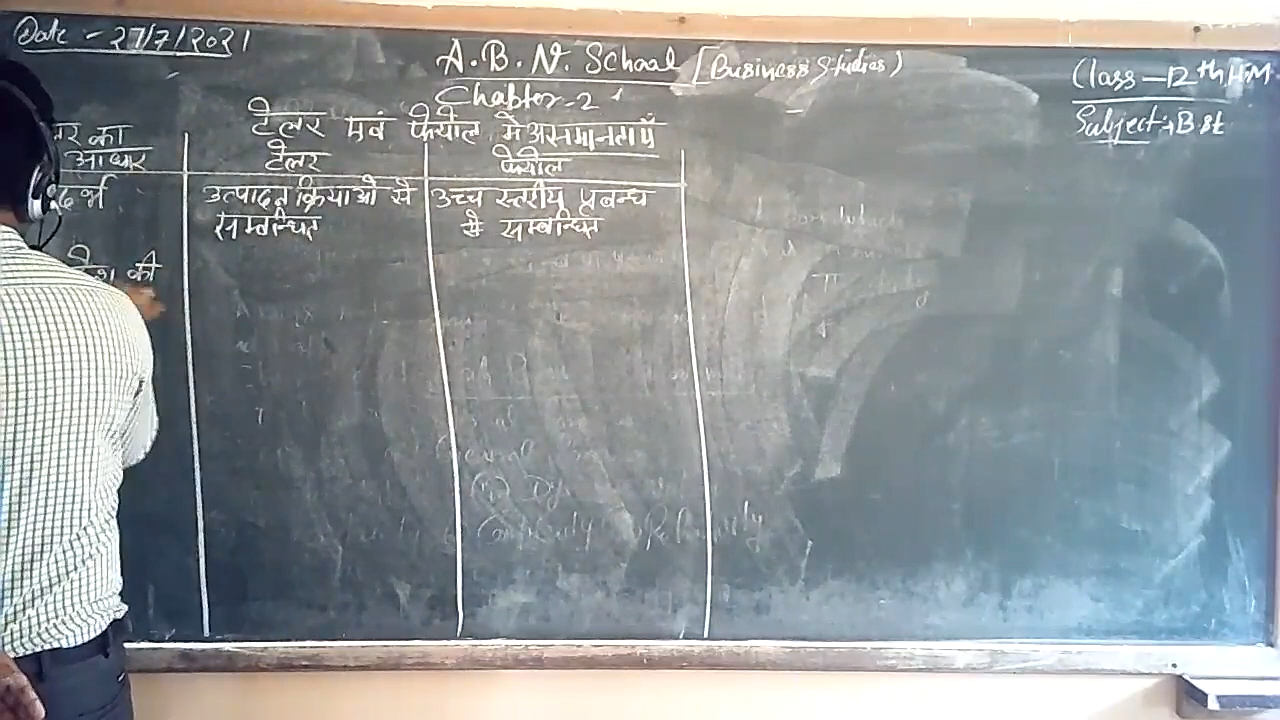 Date - 27/7/2021
A.B.N. School [Business Studies)
Class - 12th H.M
Chapter-2
Subject:- B.st
टेलर एवं फेयोल में असमानताएँ
का
आधार
टेलर
फेयोल
उत्पादन क्रियाओं से
सम्बन्धित
उच्च स्तरीय प्रबन्ध
से सम्बन्धित
की